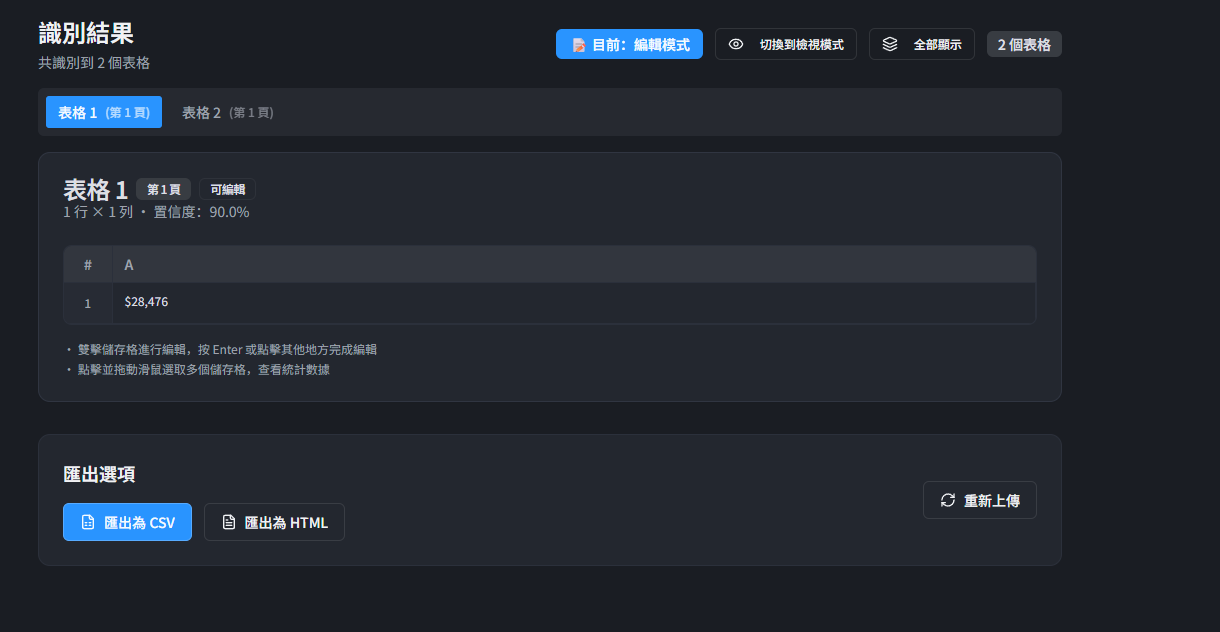 識別結果
共識別到 2 個表格
目前：編輯模式
切換到檢視模式
全部顯示
2 個表格
表格 1 (第 1 頁)
表格 2 (第 1 頁)
表格 1 第 1 頁 可編輯
1 行 × 1 列 • 置信度：90.0%
# A
1 $28,476
• 雙擊儲存格進行編輯，按 Enter 或點擊其他地方完成編輯
• 點擊並拖動滑鼠選取多個儲存格，查看統計數據
匯出選項
匯出為 CSV
匯出為 HTML
重新上傳